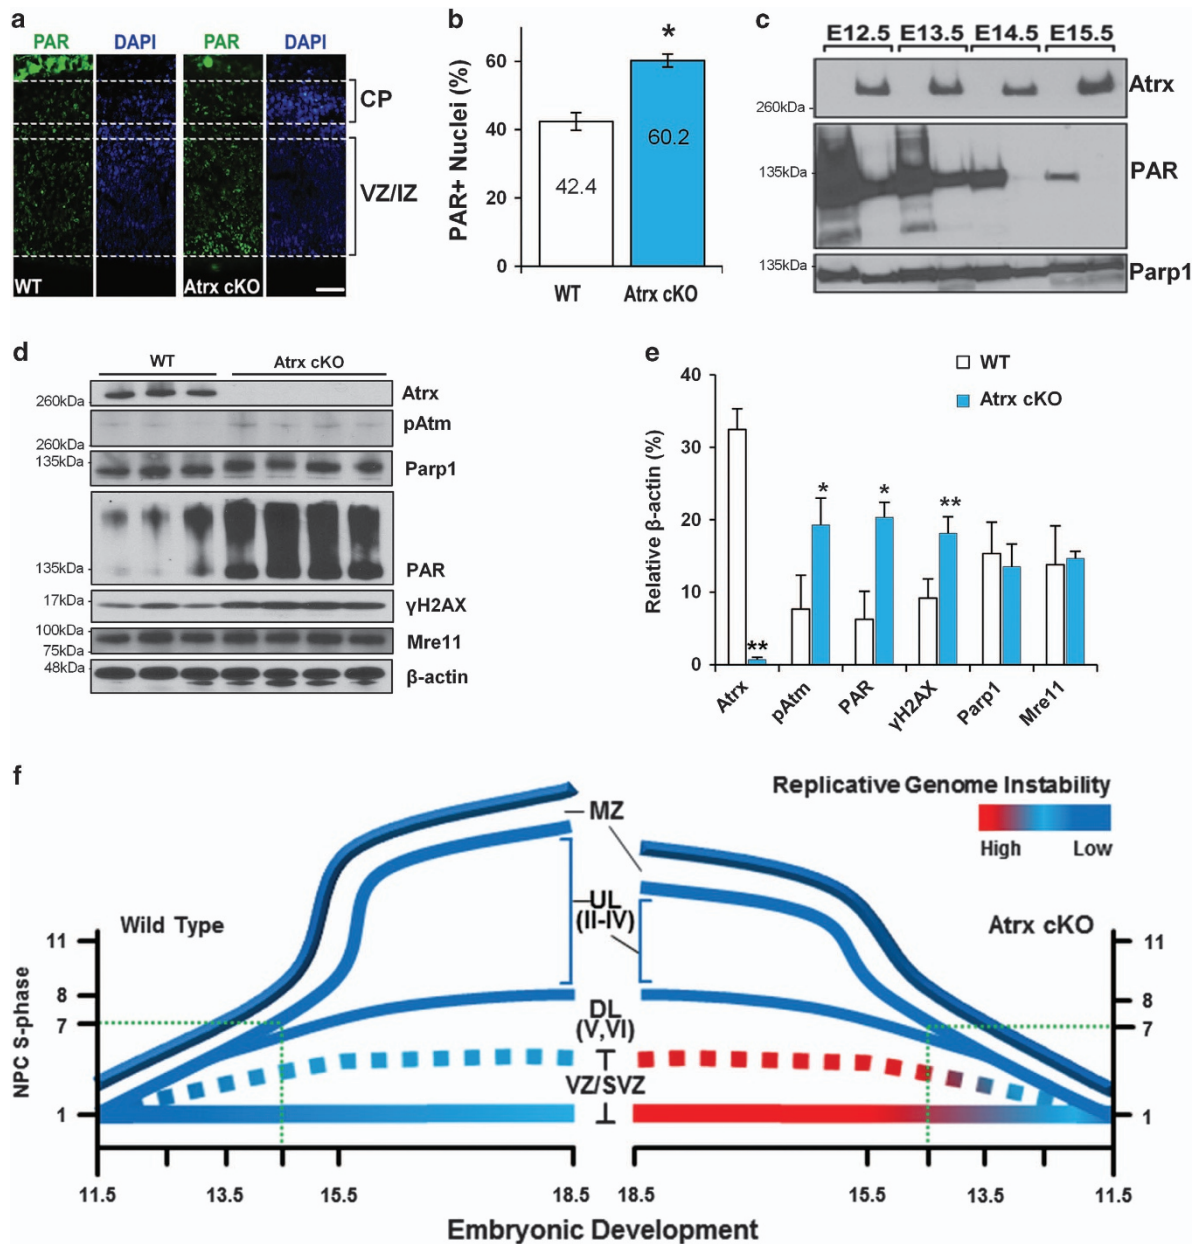 a
PAR DAPI PAR DAPI
CP
VZ/IZ
WT Atrx cKO
b
*
PAR+ Nuclei (%)
60
40
20
0
42.4
60.2
WT Atrx cKO
c
E12.5 E13.5 E14.5 E15.5
Atrx
260kDa
PAR
135kDa
135kDa
Parp1
d
WT Atrx cKO
Atrx
260kDa
pAtm
260kDa
135kDa
Parp1
135kDa
PAR
17kDa
γH2AX
100kDa
Mre11
75kDa
48kDa
β-actin
e
WT
Atrx cKO
Relative β-actin (%)
40
30
20
10
0
**
*
*
**
Atrx pAtm PAR γH2AX Parp1 Mre11
f
Replicative Genome Instability
High Low
Wild Type
Atrx cKO
MZ
UL
(II-IV)
DL
(V,VI)
VZ/SVZ
NPC S-phase
11
8
7
1
11
8
7
1
11.5 13.5 15.5 18.5 18.5 15.5 13.5 11.5
Embryonic Development